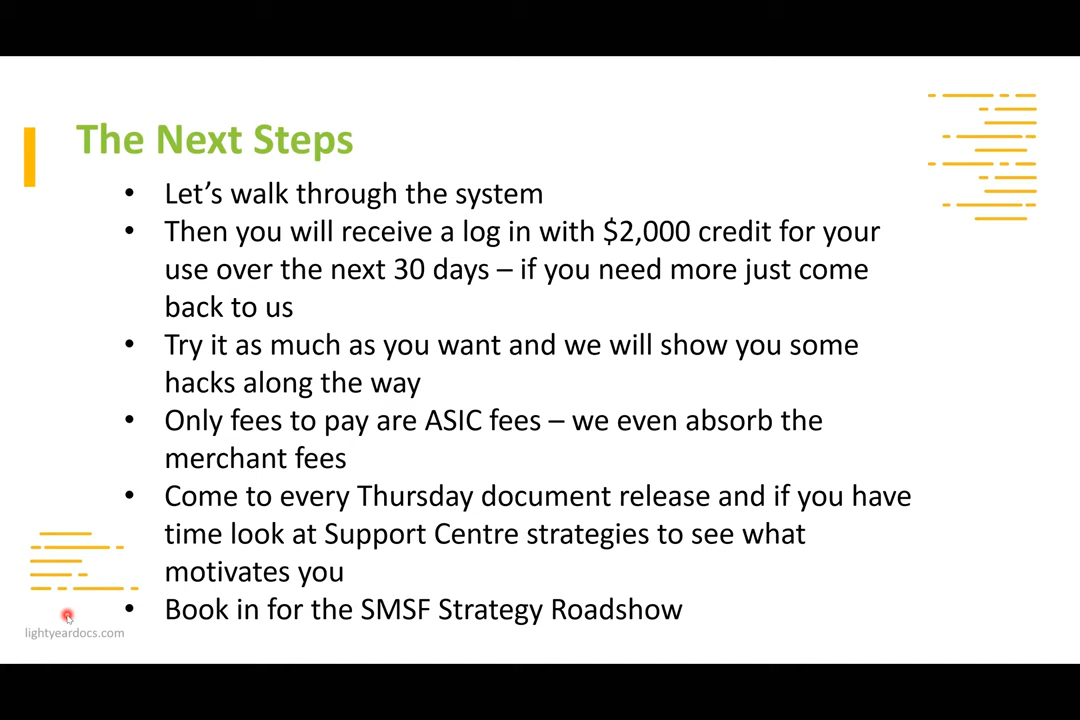 The Next Steps
• Let’s walk through the system
• Then you will receive a log in with $2,000 credit for your
use over the next 30 days – if you need more just come
back to us
• Try it as much as you want and we will show you some
hacks along the way
• Only fees to pay are ASIC fees – we even absorb the
merchant fees
• Come to every Thursday document release and if you have
time look at Support Centre strategies to see what
motivates you
• Book in for the SMSF Strategy Roadshow
lightyeardocs.com